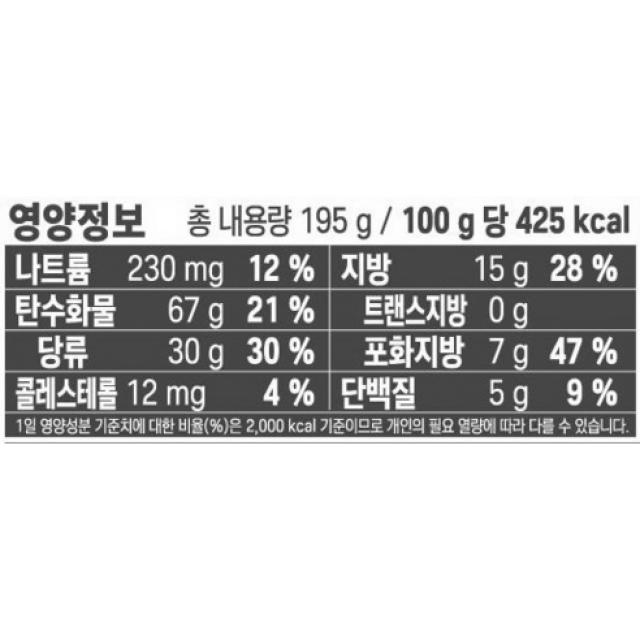 영양정보 총 내용량 195 g / 100 g 당 425 kcal
나트륨 230 mg 12 % 지방 15 g 28 %
탄수화물 67 g 21 % 트랜스지방 0 g
당류 30 g 30 % 포화지방 7 g 47 %
콜레스테롤 12 mg 4 % 단백질 5 g 9 %
1일 영양성분 기준치에 대한 비율(%)은 2,000 kcal 기준이므로 개인의 필요 열량에 따라 다를 수 있습니다.